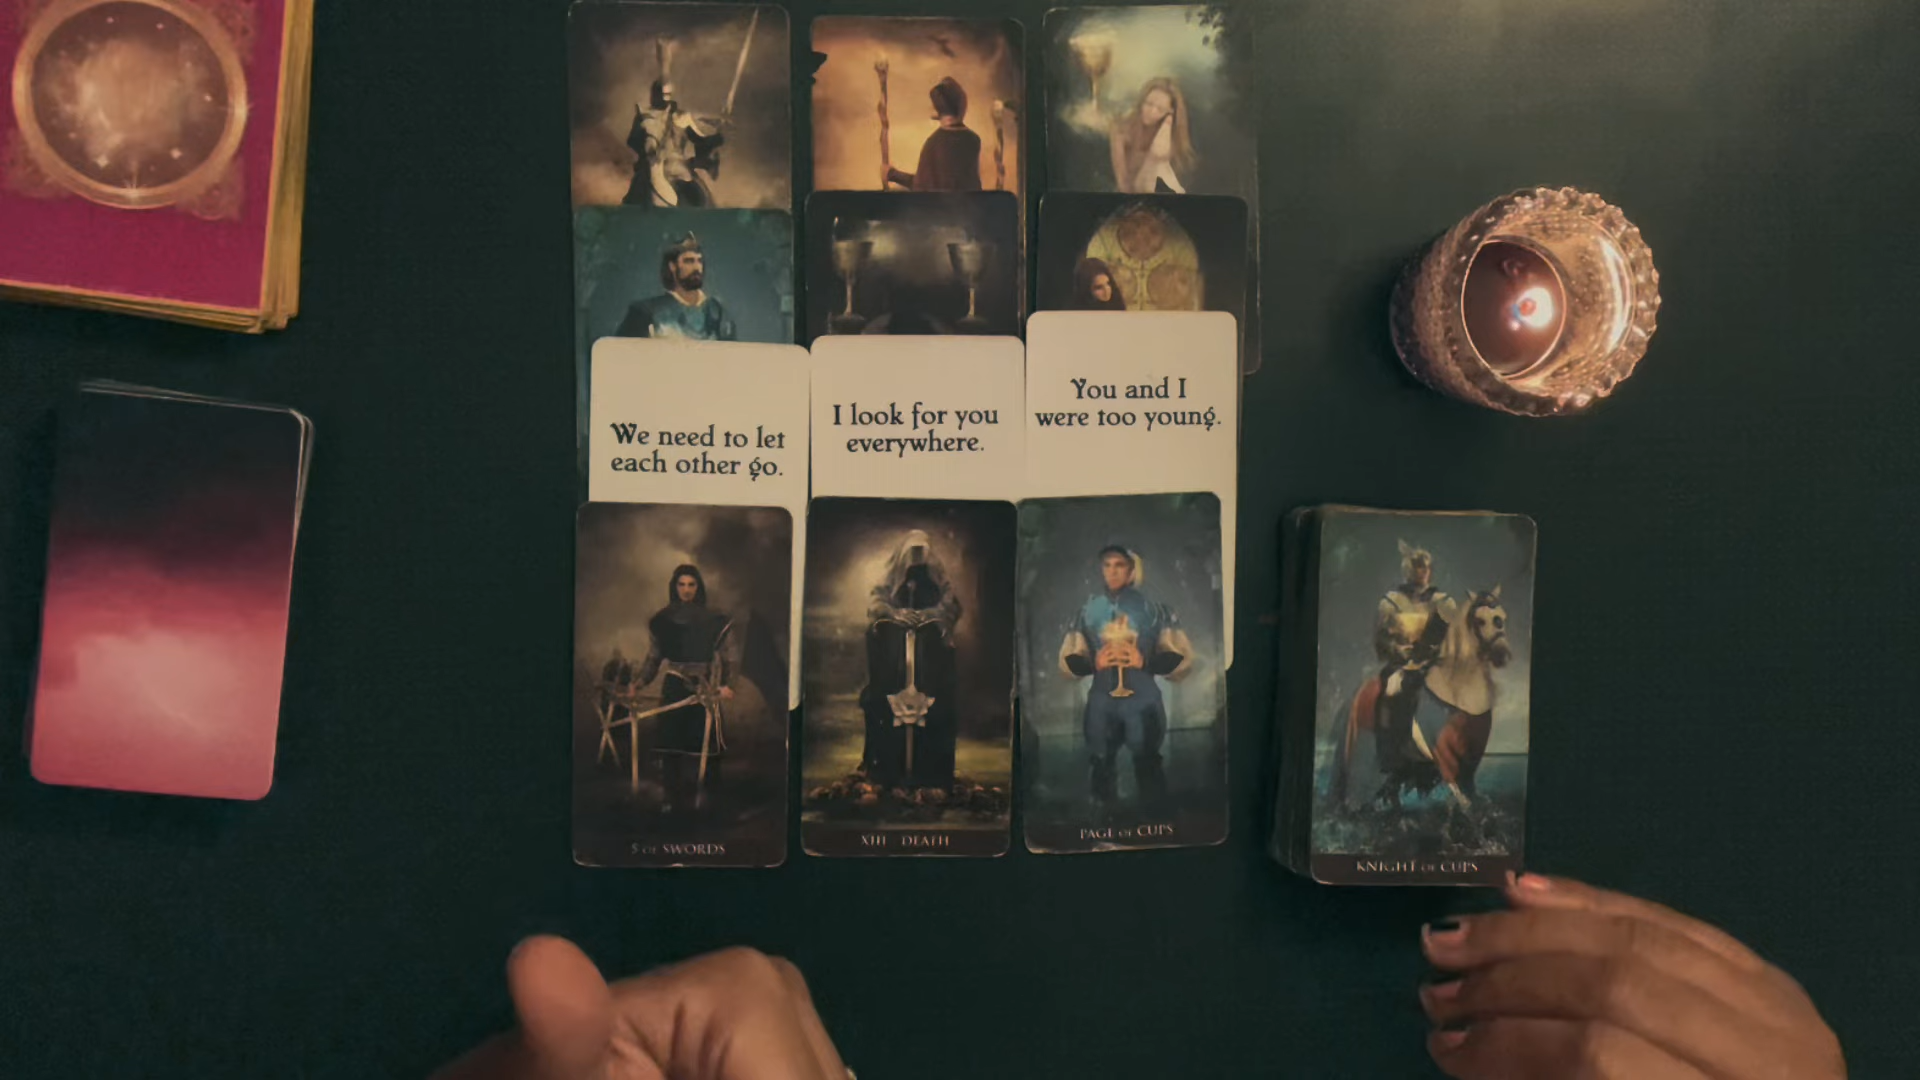 We need to let
each other go.
I look for you
everywhere.
You and I
were too young.
5 OF SWORDS
XIII DEATH
PAGE OF CUPS
KNIGHT OF CUPS